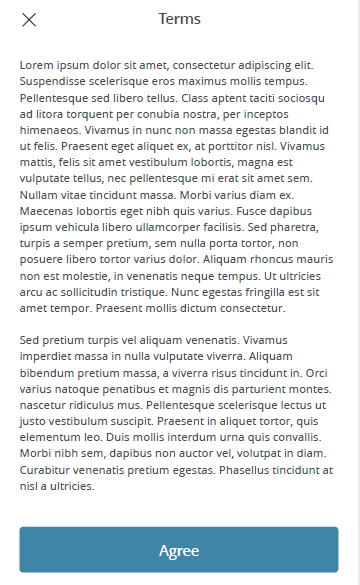 Terms
Lorem ipsum dolor sit amet, consectetur adipiscing elit.
Suspendisse scelerisque eros maximus mollis tempus.
Pellentesque sed libero tellus. Class aptent taciti sociosqu
ad litora torquent per conubia nostra, per inceptos
himenaeos. Vivamus in nunc non massa egestas blandit id
ut felis. Praesent eget aliquet ex, at porttitor nisl. Vivamus
mattis, felis sit amet vestibulum lobortis, magna est
vulputate tellus, nec pellentesque mi erat sit amet sem.
Nullam vitae tincidunt massa. Morbi varius diam ex.
Maecenas lobortis eget nibh quis varius. Fusce dapibus
ipsum vehicula libero ullamcorper facilisis. Sed pharetra,
turpis a semper pretium, sem nulla porta tortor, non
posuere libero tortor varius dolor. Aliquam rhoncus mauris
non est molestie, in venenatis neque tempus. Ut ultricies
arcu ac sollicitudin tristique. Nunc egestas fringilla est sit
amet tempor. Praesent mollis dictum consectetur.
Sed pretium turpis vel aliquam venenatis. Vivamus
imperdiet massa in nulla vulputate viverra. Aliquam
bibendum pretium massa, a viverra risus tincidunt in. Orci
varius natoque penatibus et magnis dis parturient montes.
nascetur ridiculus mus. Pellentesque scelerisque lectus ut
justo vestibulum suscipit. Praesent in aliquet tortor, quis
elementum leo. Duis mollis interdum urna quis convallis.
Morbi nibh sem, dapibus non auctor vel, volutpat in diam.
Curabitur venenatis pretium egestas. Phasellus tincidunt at
nisl a ultricies.
Agree